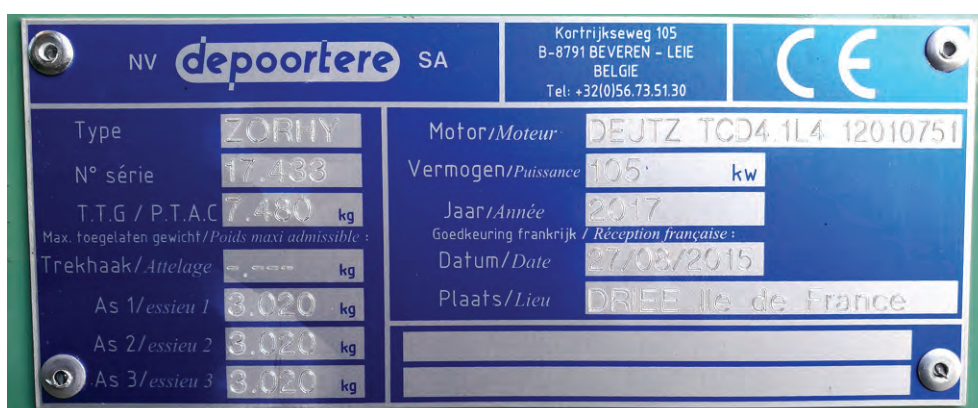 NV depoortere SA
Kortrijkseweg 105
B-8791 BEVEREN - LEIE
BELGIE
Tel: +32(0)56.73.51.30
CE
Type ZORHY
N° série 17.433
T.T.G / P.T.A.C 7.480 kg
Max. toegelaten gewicht/Poids maxi admissible :
Trekhaak/Attelage -.--- kg
As 1/essieu 1 3.020 kg
As 2/essieu 2 3.020 kg
As 3/essieu 3 3.020 kg
Motor/Moteur DEUTZ TCD4.1L4 12010751
Vermogen/Puissance 105 kw
Jaar/Année 2017
Goedkeuring frankrijk / Réception française :
Datum/Date 27/03/2015
Plaats/Lieu DRIEE Ile de France